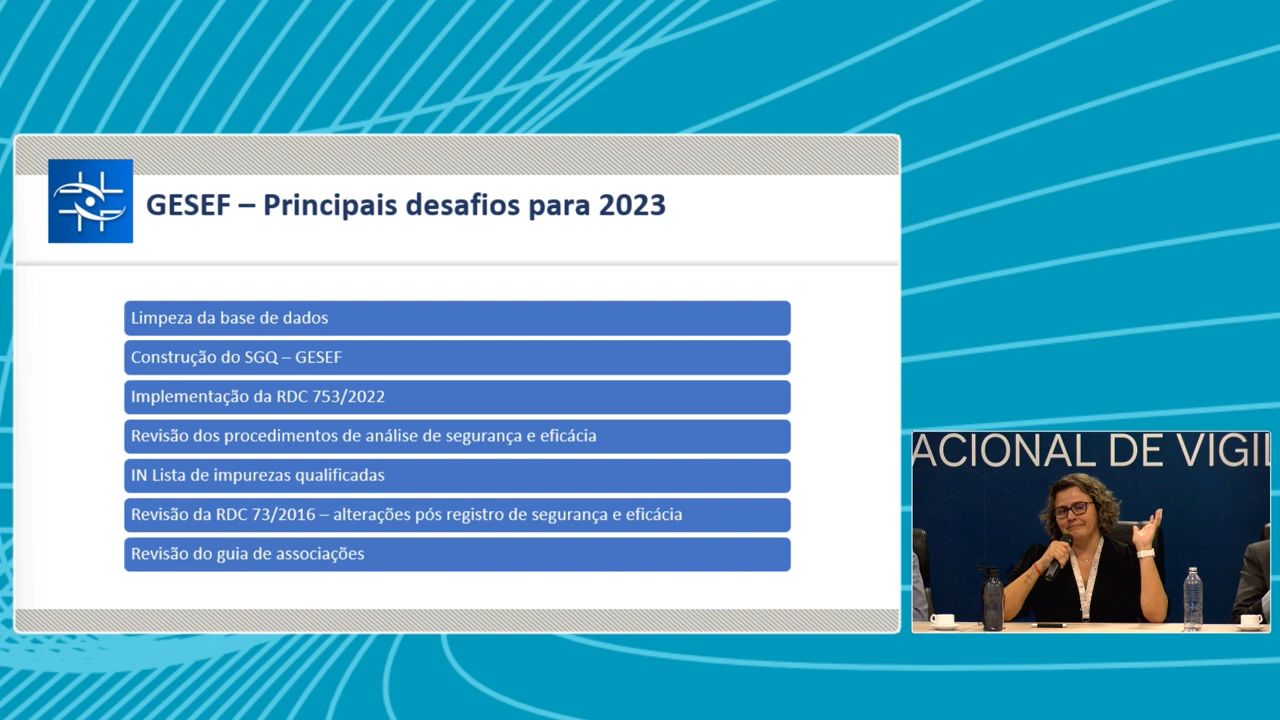 GESEF – Principais desafios para 2023
Limpeza da base de dados
Construção do SGQ – GESEF
Implementação da RDC 753/2022
Revisão dos procedimentos de análise de segurança e eficácia
IN Lista de impurezas qualificadas
Revisão da RDC 73/2016 – alterações pós registro de segurança e eficácia
Revisão do guia de associações
ACIONAL DE VIGIL